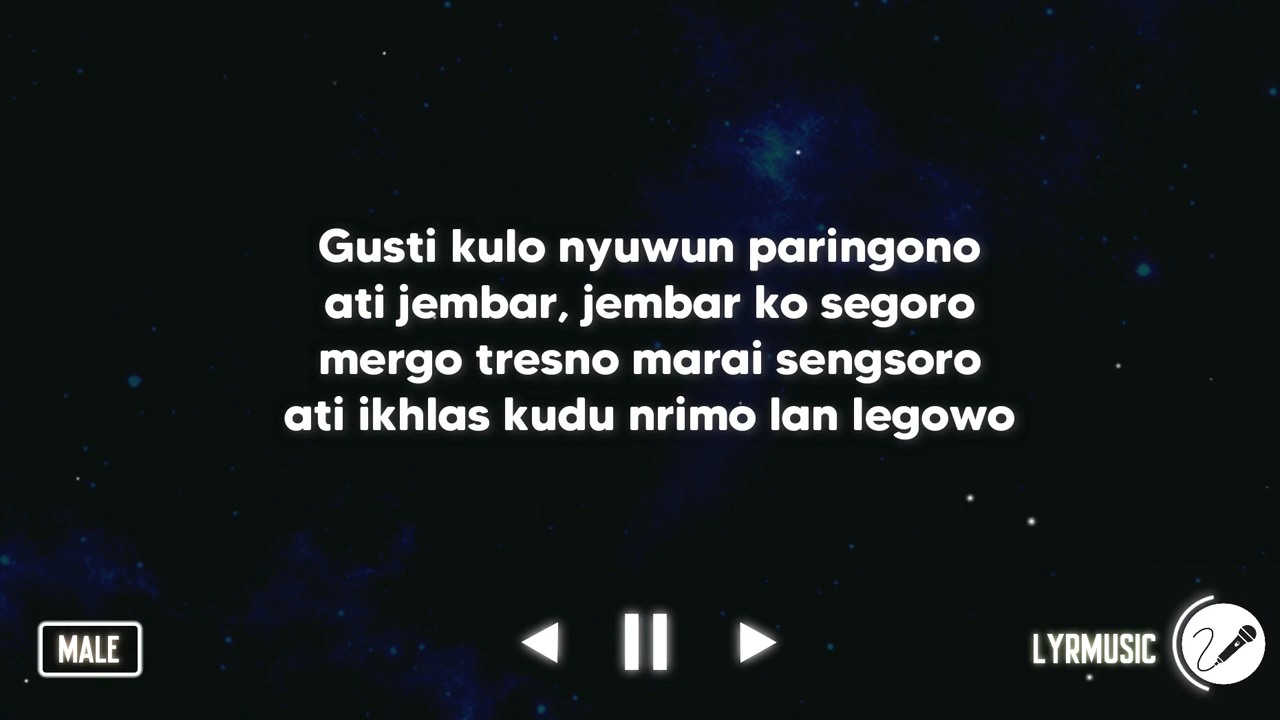 Gusti kulo nyuwun paringono
ati jembar, jembar ko segoro
mergo tresno marai sengsoro
ati ikhlas kudu nrimo lan legowo
MALE
LYRMUSIC